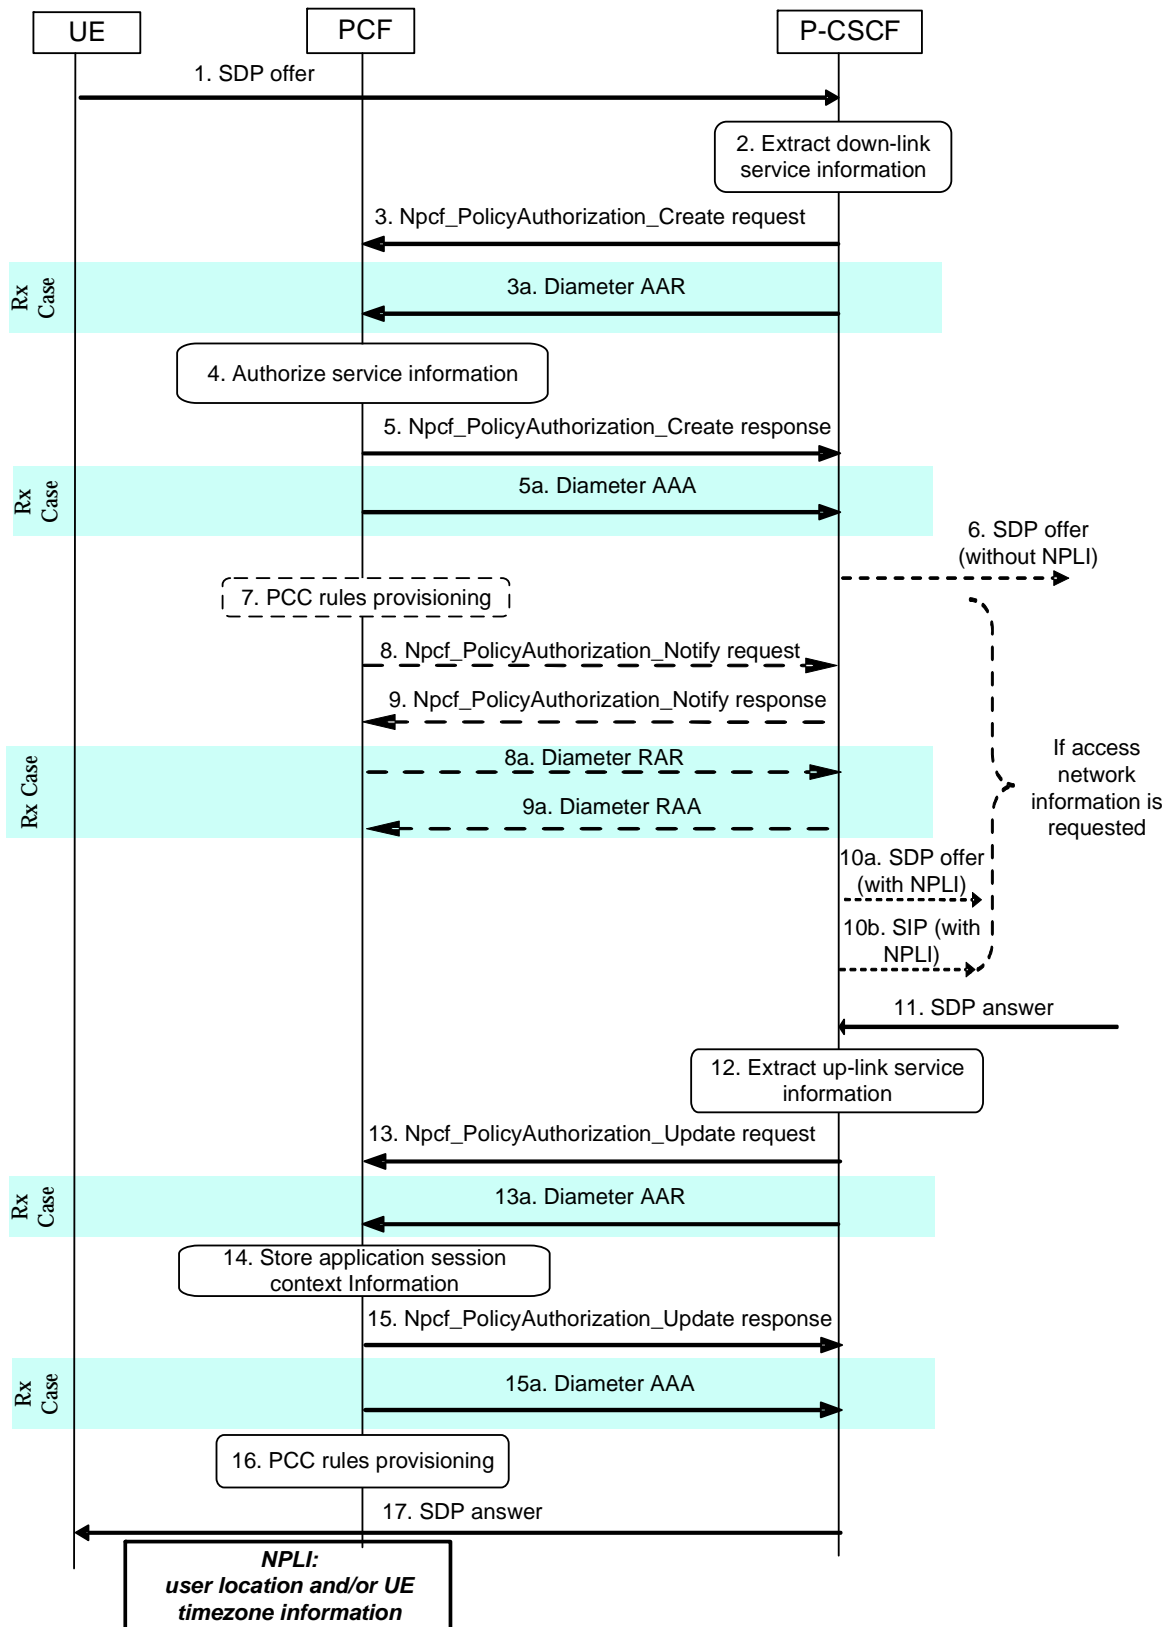 UE
PCF
P-CSCF
1. SDP offer
2. Extract down-link
service information
3. Npcf_PolicyAuthorization_Create request
Rx
Case
3a. Diameter AAR
4. Authorize service information
5. Npcf_PolicyAuthorization_Create response
Rx
Case
5a. Diameter AAA
6. SDP offer
(without NPLI)
7. PCC rules provisioning
8. Npcf_PolicyAuthorization_Notify request
9. Npcf_PolicyAuthorization_Notify response
Rx Case
8a. Diameter RAR
9a. Diameter RAA
If access
network
information is
requested
10a. SDP offer
(with NPLI)
10b. SIP (with
NPLI)
11. SDP answer
12. Extract up-link service
information
13. Npcf_PolicyAuthorization_Update request
Rx
Case
13a. Diameter AAR
14. Store application session
context Information
15. Npcf_PolicyAuthorization_Update response
Rx
Case
15a. Diameter AAA
16. PCC rules provisioning
17. SDP answer
NPLI:
user location and/or UE
timezone information